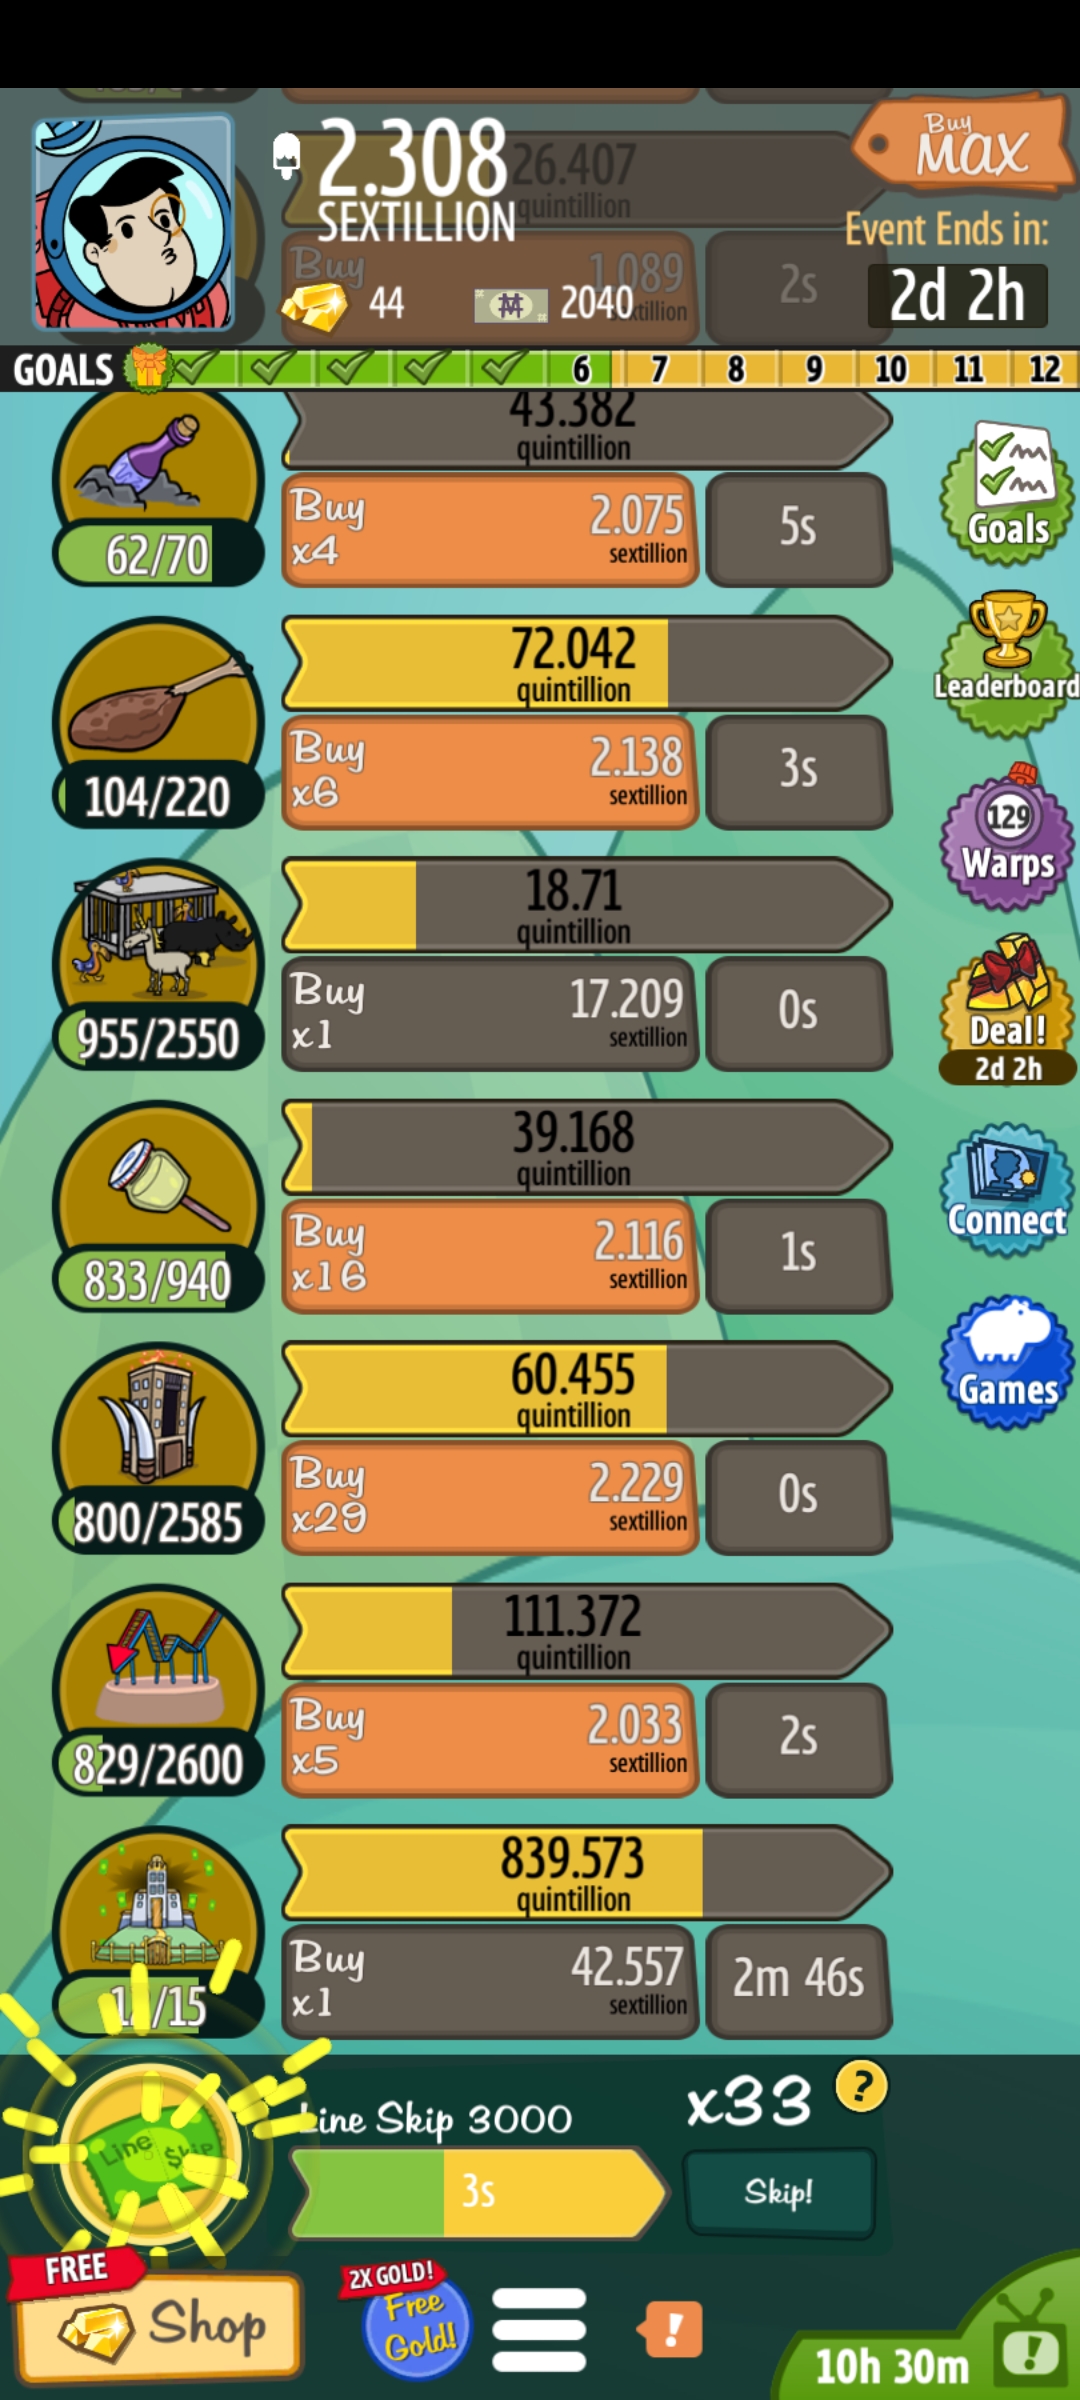 2.308
SEXTILLION
26.407
quintillion
Buy
MAX
Event Ends in:
2d 2h
Buy
1.089
2s
44
2040
GOALS 6 7 8 9 10 11 12
43.382
quintillion
62/70
Buy
x4
2.075
sextillion
5s
Goals
72.042
quintillion
104/220
Buy
x6
2.138
sextillion
3s
Leaderboard
18.71
quintillion
955/2550
Buy
x1
17.209
sextillion
0s
129
Warps
Deal!
2d 2h
39.168
quintillion
833/940
Buy
x16
2.116
sextillion
1s
Connect
60.455
quintillion
800/2585
Buy
x29
2.229
sextillion
0s
Games
111.372
quintillion
829/2600
Buy
x5
2.033
sextillion
2s
839.573
quintillion
Buy
x1
42.557
sextillion
2m 46s
Line Skip
Line Skip 3000
x33
?
3s
Skip!
FREE
Shop
2X GOLD!
Free
Gold!
!
10h 30m
!